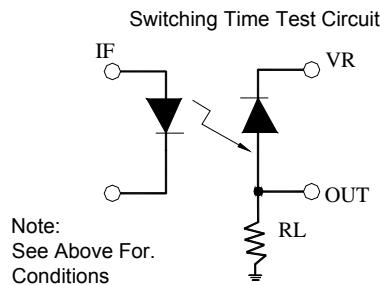 Switching Time Test Circuit
IF
VR
OUT
RL
Note:
See Above For.
Conditions